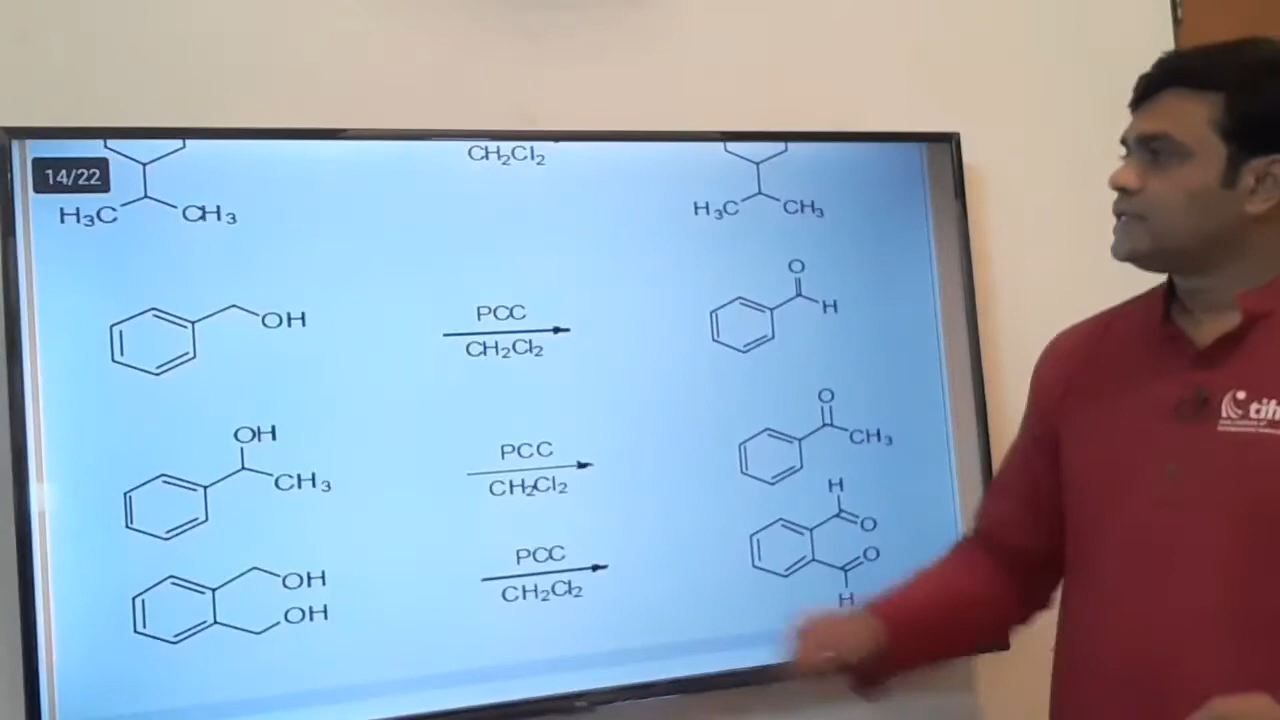 CH2Cl2
14/22
H3C CH3 H3C CH3
O
PCC
OH H
CH2Cl2
O
OH
PCC CH3
CH3
CH2Cl2
H
O
PCC
OH O
CH2Cl2
OH H
tih